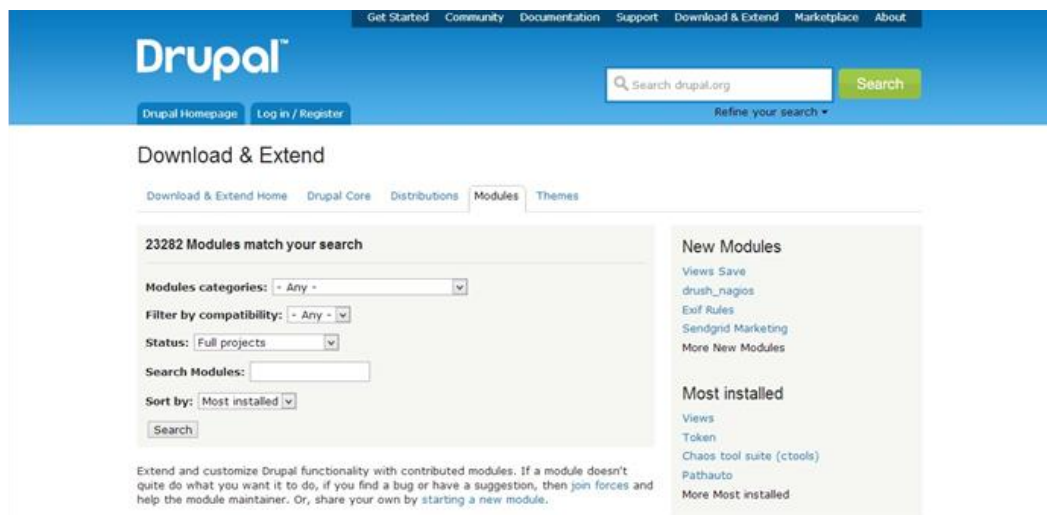 Get Started Community Documentation Support Download & Extend Marketplace About
Drupal™
Search drupal.org Search
Refine your search
Drupal Homepage Log in / Register
Download & Extend
Download & Extend Home Drupal Core Distributions Modules Themes
23282 Modules match your search
Modules categories: - Any -
Filter by compatibility: - Any -
Status: Full projects
Search Modules:
Sort by: Most installed
Search
Extend and customize Drupal functionality with contributed modules. If a module doesn't
quite do what you want it to do, if you find a bug or have a suggestion, then join forces and
help the module maintainer. Or, share your own by starting a new module.
New Modules
Views Save
drush_nagios
Exif Rules
Sendgrid Marketing
More New Modules
Most installed
Views
Token
Chaos tool suite (ctools)
Pathauto
More Most installed